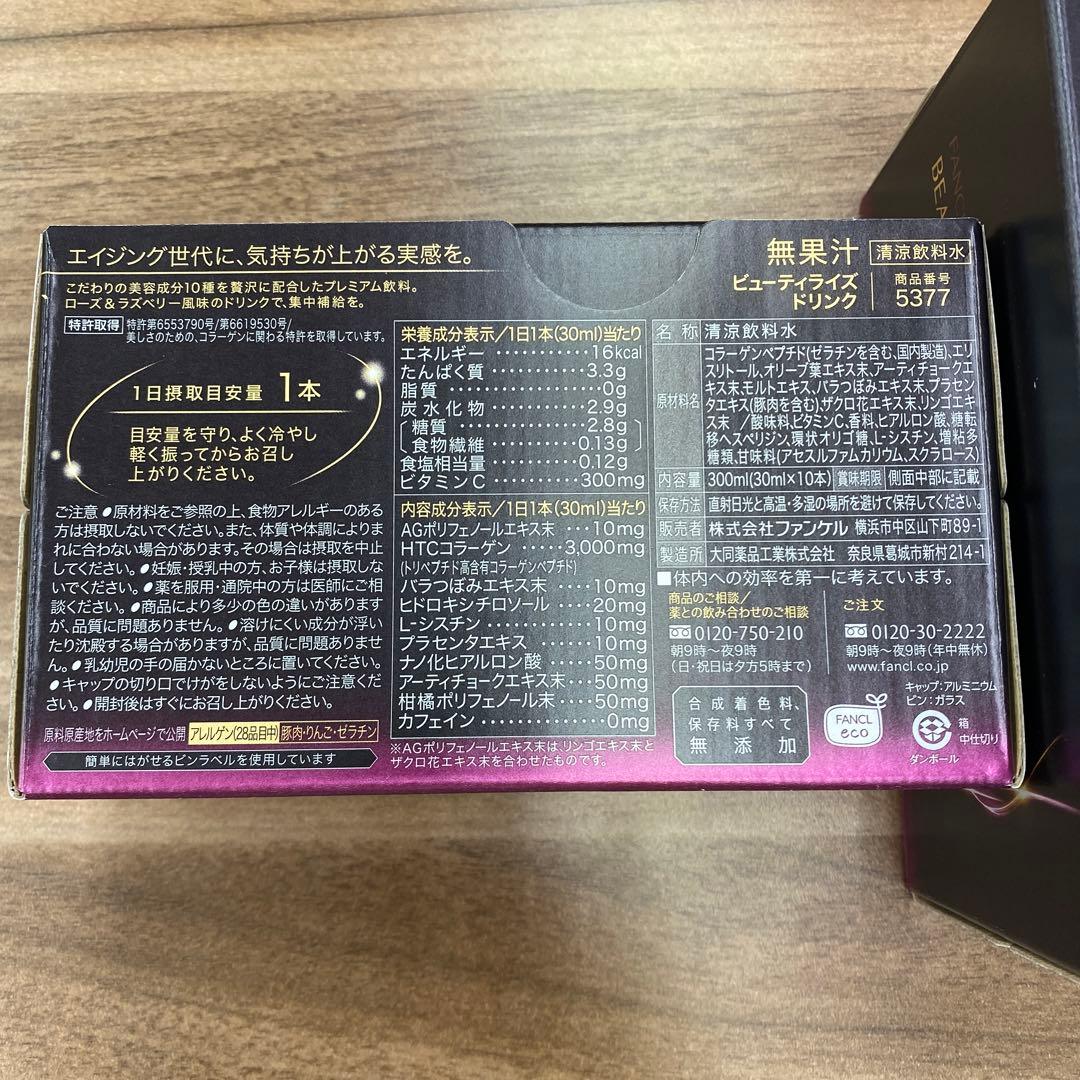 エイジング世代に、気持ちが上がる実感を。
こだわりの美容成分10種を贅沢に配合したプレミアム飲料。
ローズ&ラズベリー風味のドリンクで、集中補給を。
特許取得 特許第6553790号/第6619530号/
美しさのための、コラーゲンに関わる特許を取得しています。
1日摂取目安量 1本
目安量を守り、よく冷やし
軽く振ってからお召し
上がりください。
ご注意 ●原材料をご参照の上、食物アレルギーのある
方は摂取しないでください。また、体質や体調によりま
れに合わない場合があります。その場合は摂取を中止
してください。●妊娠・授乳中の方、お子様は摂取しな
いでください。●薬を服用・通院中の方は医師にご相
談ください。●商品により多少の色の違いがあります
が、品質に問題ありません。●溶けにくい成分が浮い
たり沈殿する場合がありますが、品質に問題ありませ
ん。●乳幼児の手の届かないところに置いてください。
●キャップの切り口でけがをしないようにご注意くだ
さい。●開封後はすぐにお召し上がりください。
原料原産地をホームページで公開 アレルゲン(28品目中) 豚肉・りんご・ゼラチン
簡単にはがせるビンラベルを使用しています
栄養成分表示/1日1本(30ml)当たり
エネルギー ………… 16kcal
たんぱく質 ………… 3.3g
脂質 ………… 0g
炭水化物 ………… 2.9g
糖質 ………… 2.8g
食物繊維 ………… 0.13g
食塩相当量 ………… 0.12g
ビタミンC ………… 300mg
内容成分表示/1日1本(30ml)当たり
AGポリフェノールエキス末 …… 10mg
HTCコラーゲン …… 3,000mg
(トリペプチド高含有コラーゲンペプチド)
バラつぼみエキス末 …… 10mg
ヒドロキシチロソール …… 20mg
L-シスチン …… 10mg
プラセンタエキス …… 10mg
ナノ化ヒアルロン酸 …… 50mg
アーティチョークエキス末 … 50mg
柑橘ポリフェノール …… 50mg
カフェイン …… 0mg
※AGポリフェノールエキス末は、リンゴエキス末と
ザクロ花エキス末を合わせたものです。
無果汁 清涼飲料水
ビューティライズ
ドリンク
商品番号
5377
名称 清涼飲料水
原材料名 コラーゲンペプチド(ゼラチンを含む、国内製造)、エリ
スリトール、オリーブ葉エキス末、アーティチョークエ
キス末、モルトエキス、バラつぼみエキス末、プラセン
タエキス(豚肉を含む)、ザクロ花エキス末、リンゴエキ
ス末 /酸味料、ビタミンC、香料、ヒアルロン酸、糖転
移ヘスペリジン、環状オリゴ糖、L-シスチン、増粘多
糖類、甘味料(アセスルファムカリウム、スクラロース)
内容量 300ml(30ml×10本) 賞味期限 側面中部に記載
保存方法 直射日光と高温・多湿の場所を避けて保存してください。
販売者 株式会社ファンケル 横浜市中区山下町89-1
製造所 大同薬品工業株式会社 奈良県葛城市新村214-1
■体内への効率を第一に考えています。
商品のご相談/
薬との飲み合わせのご相談
0120-750-210
朝9時〜夜9時
(日・祝日は夕方5時まで)
ご注文
0120-30-2222
朝9時〜夜9時(年中無休)
www.fancl.co.jp
合成着色料、
保存料すべて
無添加
FANCL
eco
キャップ:アルミニウム
ビン:ガラス
箱
中仕切り
ダンボール
FANC
BEA